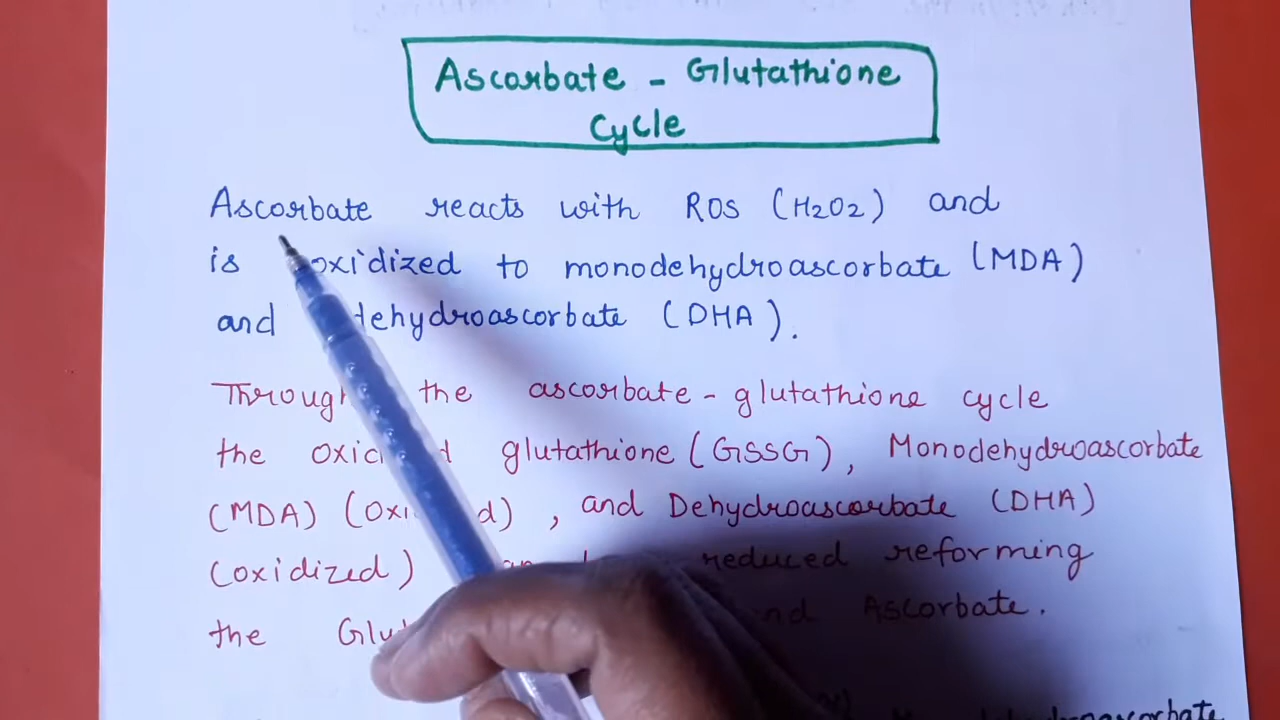 Ascorbate - Glutathione
Cycle
Ascorbate reacts with ROS (H2O2) and
is oxidized to monodehydroascorbate (MDA)
and dehydroascorbate (DHA).
Through the ascorbate - glutathione cycle
the glutathione (GSSG), Monodehydroascorbate
(MDA) , and Dehydroascorbate (DHA)
(oxidized) reduced reforming
the Ascorbate.